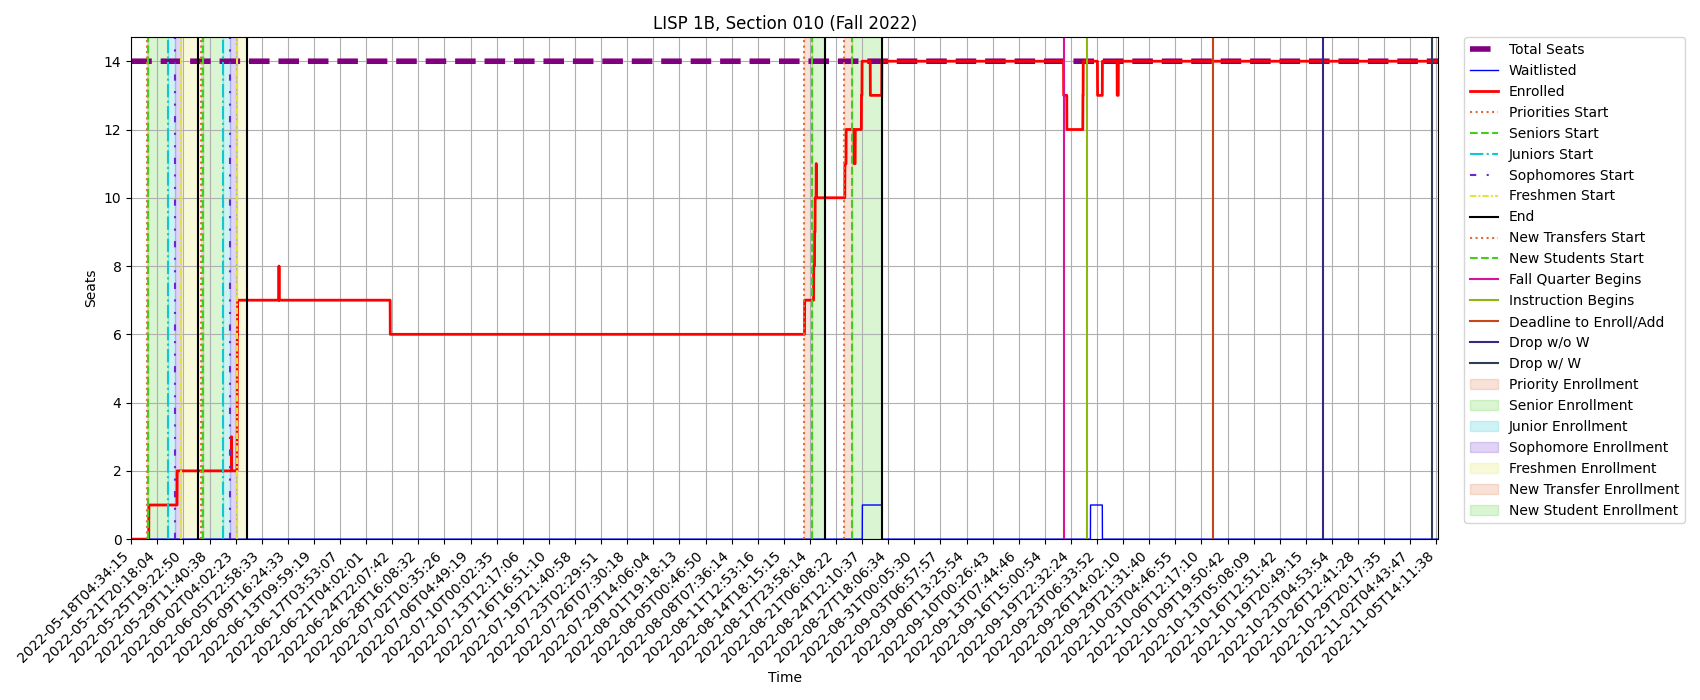 LISP 1B, Section 010 (Fall 2022)
Seats
14
12
10
8
6
4
2
0
2022-05-18T04:34:15
2022-05-21T20:18:04
2022-05-25T19:22:50
2022-05-29T11:40:38
2022-06-02T04:02:23
2022-06-05T22:58:33
2022-06-09T16:24:33
2022-06-13T09:59:19
2022-06-17T03:53:07
2022-06-21T04:02:01
2022-06-24T22:07:42
2022-06-28T16:08:32
2022-07-02T10:35:26
2022-07-06T04:49:19
2022-07-10T00:02:35
2022-07-13T12:17:06
2022-07-16T16:51:10
2022-07-19T21:40:58
2022-07-23T02:29:51
2022-07-26T07:30:18
2022-07-29T14:06:04
2022-08-01T19:18:13
2022-08-05T00:46:50
2022-08-08T07:36:14
2022-08-11T12:53:16
2022-08-14T18:15:15
2022-08-17T23:58:14
2022-08-21T06:08:22
2022-08-24T12:10:37
2022-08-27T18:06:34
2022-08-31T00:05:30
2022-09-03T06:57:57
2022-09-06T13:25:54
2022-09-10T00:26:43
2022-09-13T07:44:46
2022-09-16T15:00:54
2022-09-19T22:32:24
2022-09-23T06:33:52
2022-09-26T14:02:10
2022-09-29T21:31:40
2022-10-03T04:46:55
2022-10-06T12:17:10
2022-10-09T19:50:42
2022-10-13T05:08:09
2022-10-16T12:51:42
2022-10-19T20:49:15
2022-10-23T04:53:54
2022-10-26T12:41:28
2022-10-29T20:17:35
2022-11-02T04:43:47
2022-11-05T14:11:38
Time
Total Seats
Waitlisted
Enrolled
Priorities Start
Seniors Start
Juniors Start
Sophomores Start
Freshmen Start
End
New Transfers Start
New Students Start
Fall Quarter Begins
Instruction Begins
Deadline to Enroll/Add
Drop w/o W
Drop w/ W
Priority Enrollment
Senior Enrollment
Junior Enrollment
Sophomore Enrollment
Freshmen Enrollment
New Transfer Enrollment
New Student Enrollment